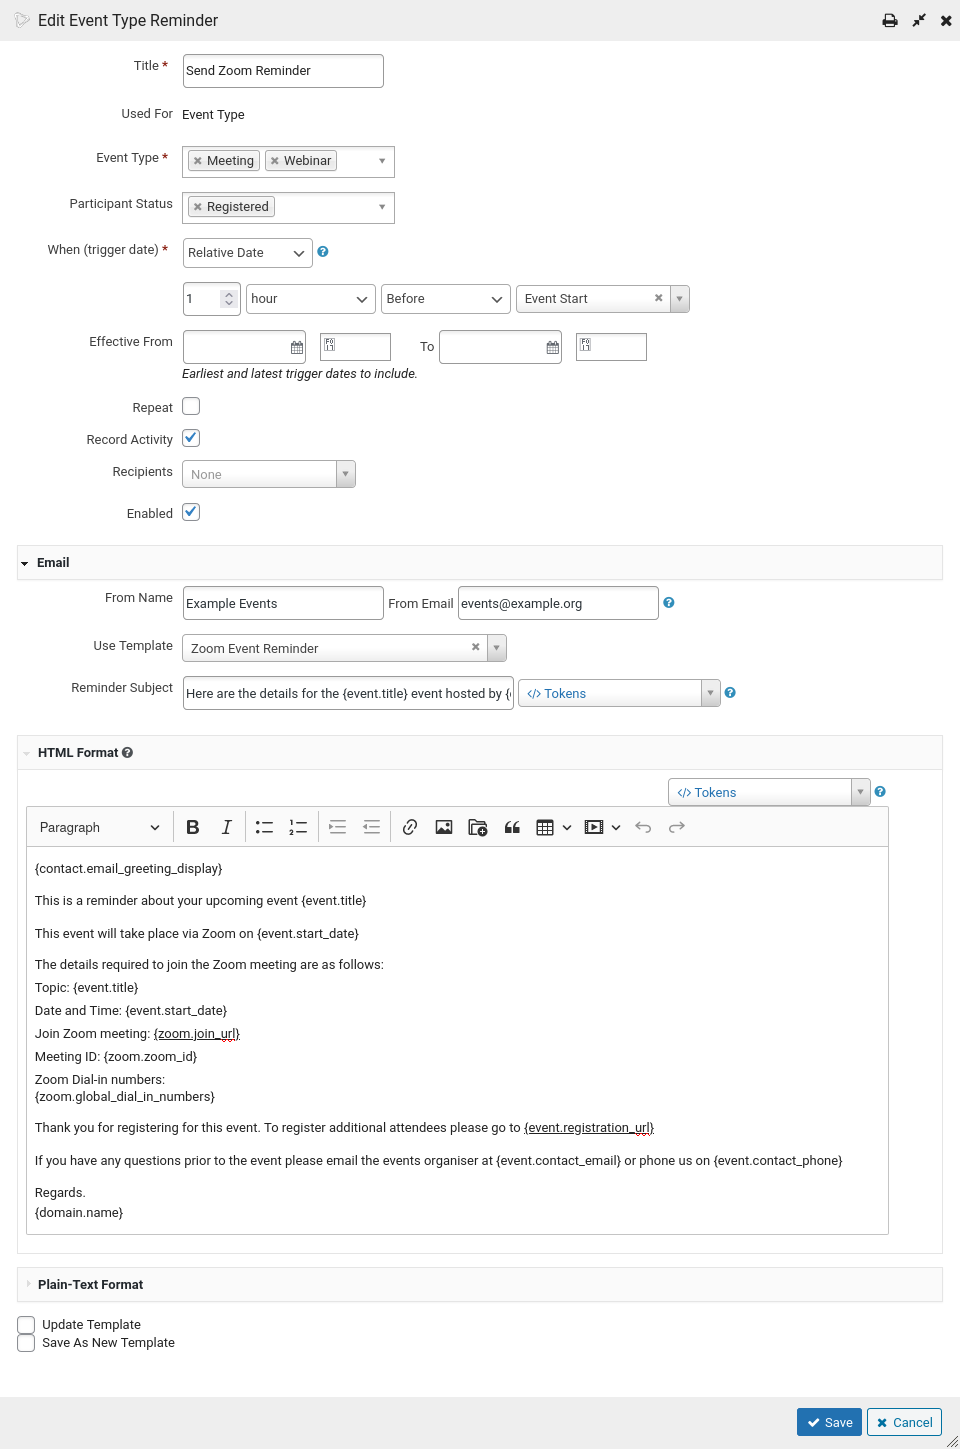 Edit Event Type Reminder
Title *
Send Zoom Reminder
Used For
Event Type
Event Type *
Meeting
Webinar
Participant Status
Registered
When (trigger date) *
Relative Date
1
hour
Before
Event Start
Effective From
To
Earliest and latest trigger dates to include.
Repeat
Record Activity
Recipients
None
Enabled
Email
From Name
Example Events
From Email
events@example.org
Use Template
Zoom Event Reminder
Reminder Subject
Here are the details for the {event.title} event hosted by {
</> Tokens
HTML Format
</> Tokens
Paragraph
B I
{contact.email_greeting_display}
This is a reminder about your upcoming event {event.title}
This event will take place via Zoom on {event.start_date}
The details required to join the Zoom meeting are as follows:
Topic: {event.title}
Date and Time: {event.start_date}
Join Zoom meeting: {zoom.join_url}
Meeting ID: {zoom.zoom_id}
Zoom Dial-in numbers:
{zoom.global_dial_in_numbers}
Thank you for registering for this event. To register additional attendees please go to {event.registration_url}
If you have any questions prior to the event please email the events organiser at {event.contact_email} or phone us on {event.contact_phone}
Regards.
{domain.name}
Plain-Text Format
Update Template
Save As New Template
Save
Cancel